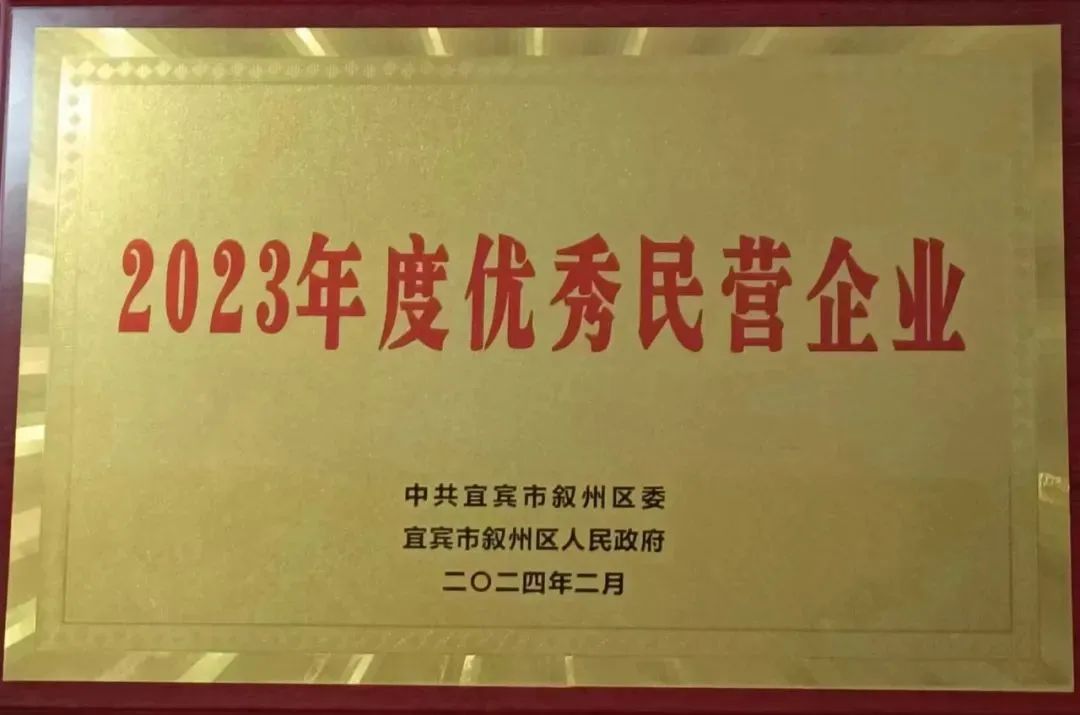 2023年度优秀民营企业
中共宜宾市叙州区委
宜宾市叙州区人民政府
二〇二四年二月